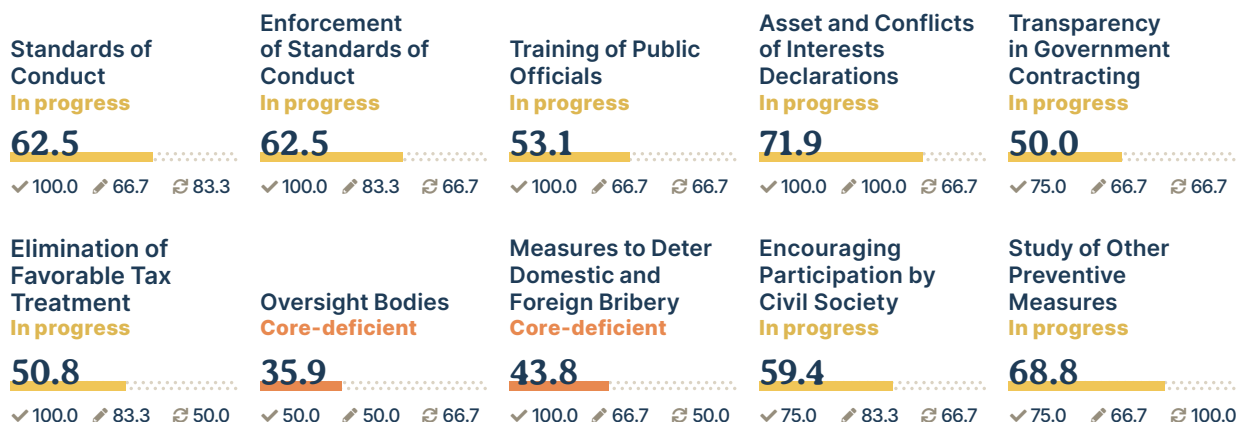 Standards of
Conduct
In progress
62.5
100.0 66.7 83.3
Enforcement
of Standards of
Conduct
In progress
62.5
100.0 83.3 66.7
Training of Public
Officials
In progress
53.1
100.0 66.7 66.7
Asset and Conflicts
of Interests
Declarations
In progress
71.9
100.0 100.0 66.7
Transparency
in Government
Contracting
In progress
50.0
75.0 66.7 66.7
Elimination of
Favorable Tax
Treatment
In progress
50.8
100.0 83.3 50.0
Oversight Bodies
Core-deficient
35.9
50.0 50.0 66.7
Measures to Deter
Domestic and
Foreign Bribery
Core-deficient
43.8
100.0 66.7 50.0
Encouraging
Participation by
Civil Society
In progress
59.4
75.0 83.3 66.7
Study of Other
Preventive
Measures
In progress
68.8
75.0 66.7 100.0